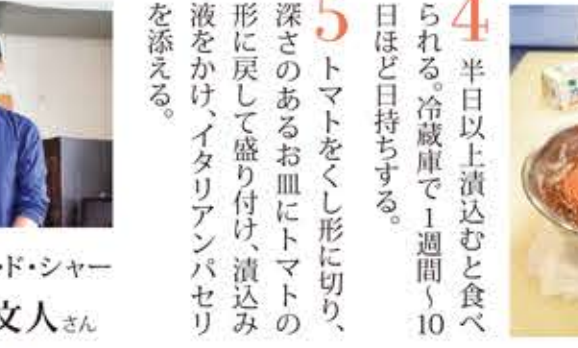 4 半日以上漬込むと食べ
られる。冷蔵庫で1週間~10
日ほど日持ちする。
5 トマトをくし形に切り、
深さのあるお皿にトマトの
形に戻して盛り付け、漬込み
液をかけ、イタリアンパセリ
を添える。
ド・シャー
文人さん